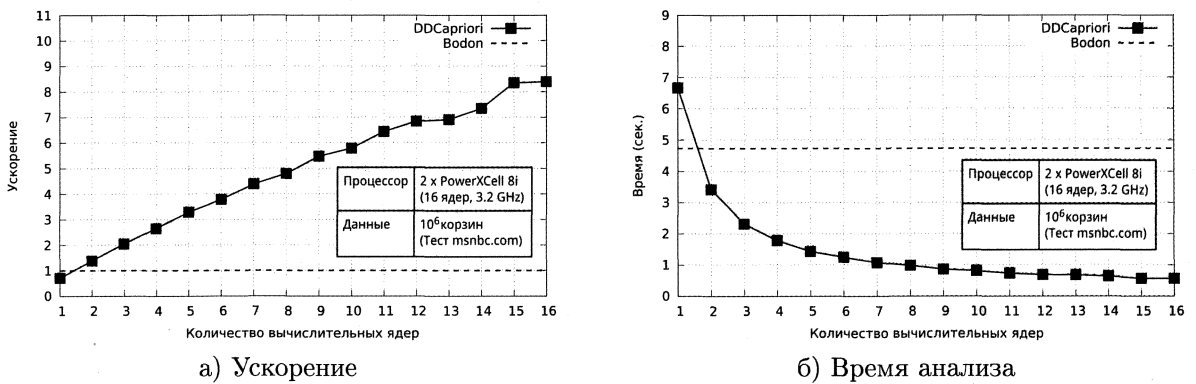 11
10
9
8
7
6
5
4
3
2
1
0
Ускорение
DDCapriori
Bodon
Процессор
2 x PowerXCell 8i
(16 ядер, 3.2 GHz)
Данные
10⁶корзин
(Тест msnbc.com)
1 2 3 4 5 6 7 8 9 10 11 12 13 14 15 16
Количество вычислительных ядер
а) Ускорение
9
8
7
6
5
4
3
2
1
0
Время (сек.)
DDCapriori
Bodon
Процессор
2 x PowerXCell 8i
(16 ядер, 3.2 GHz)
Данные
10⁶корзин
(Тест msnbc.com)
1 2 3 4 5 6 7 8 9 10 11 12 13 14 15 16
Количество вычислительных ядер
б) Время анализа